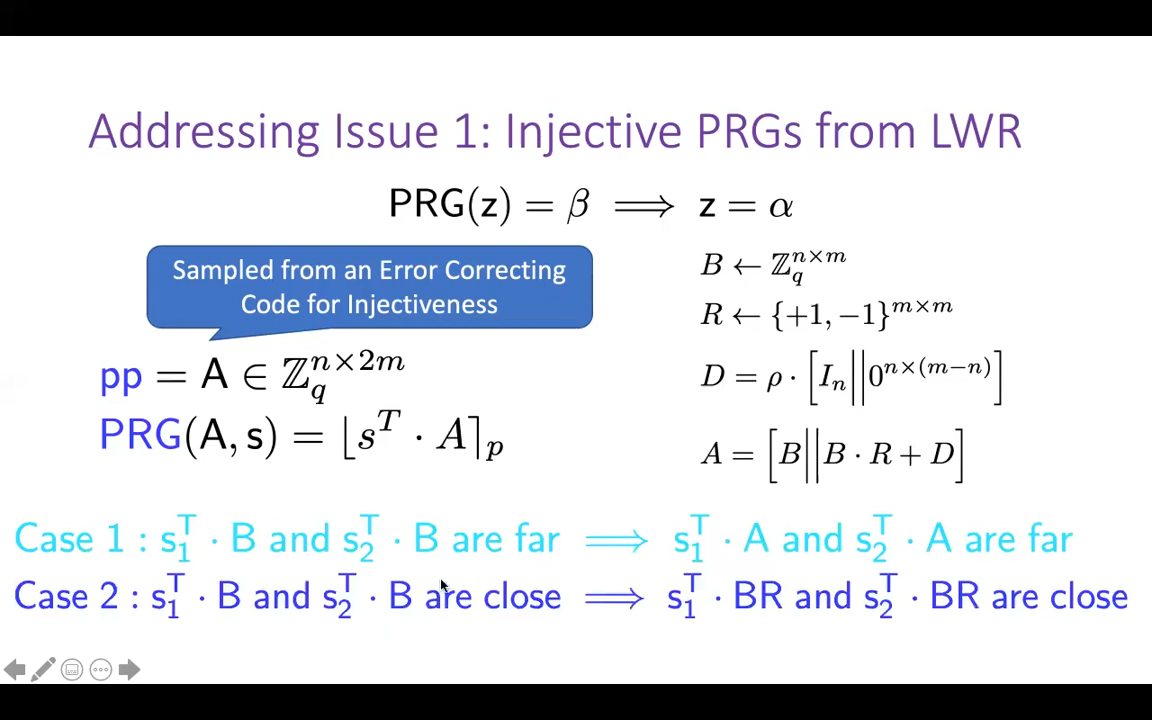 Addressing Issue 1: Injective PRGs from LWR
PRG(z) = β ⟹ z = α
Sampled from an Error Correcting
Code for Injectiveness
pp = A ∈ ℤ_q^{n×2m}
PRG(A, s) = ⌊s^T · A⌉_p
B ← ℤ_q^{n×m}
R ← {+1, −1}^{m×m}
D = ρ · [I_n||0^{n×(m−n)}]
A = [B||B · R + D]
Case 1 : s_1^T · B and s_2^T · B are far ⟹ s_1^T · A and s_2^T · A are far
Case 2 : s_1^T · B and s_2^T · B are close ⟹ s_1^T · BR and s_2^T · BR are close